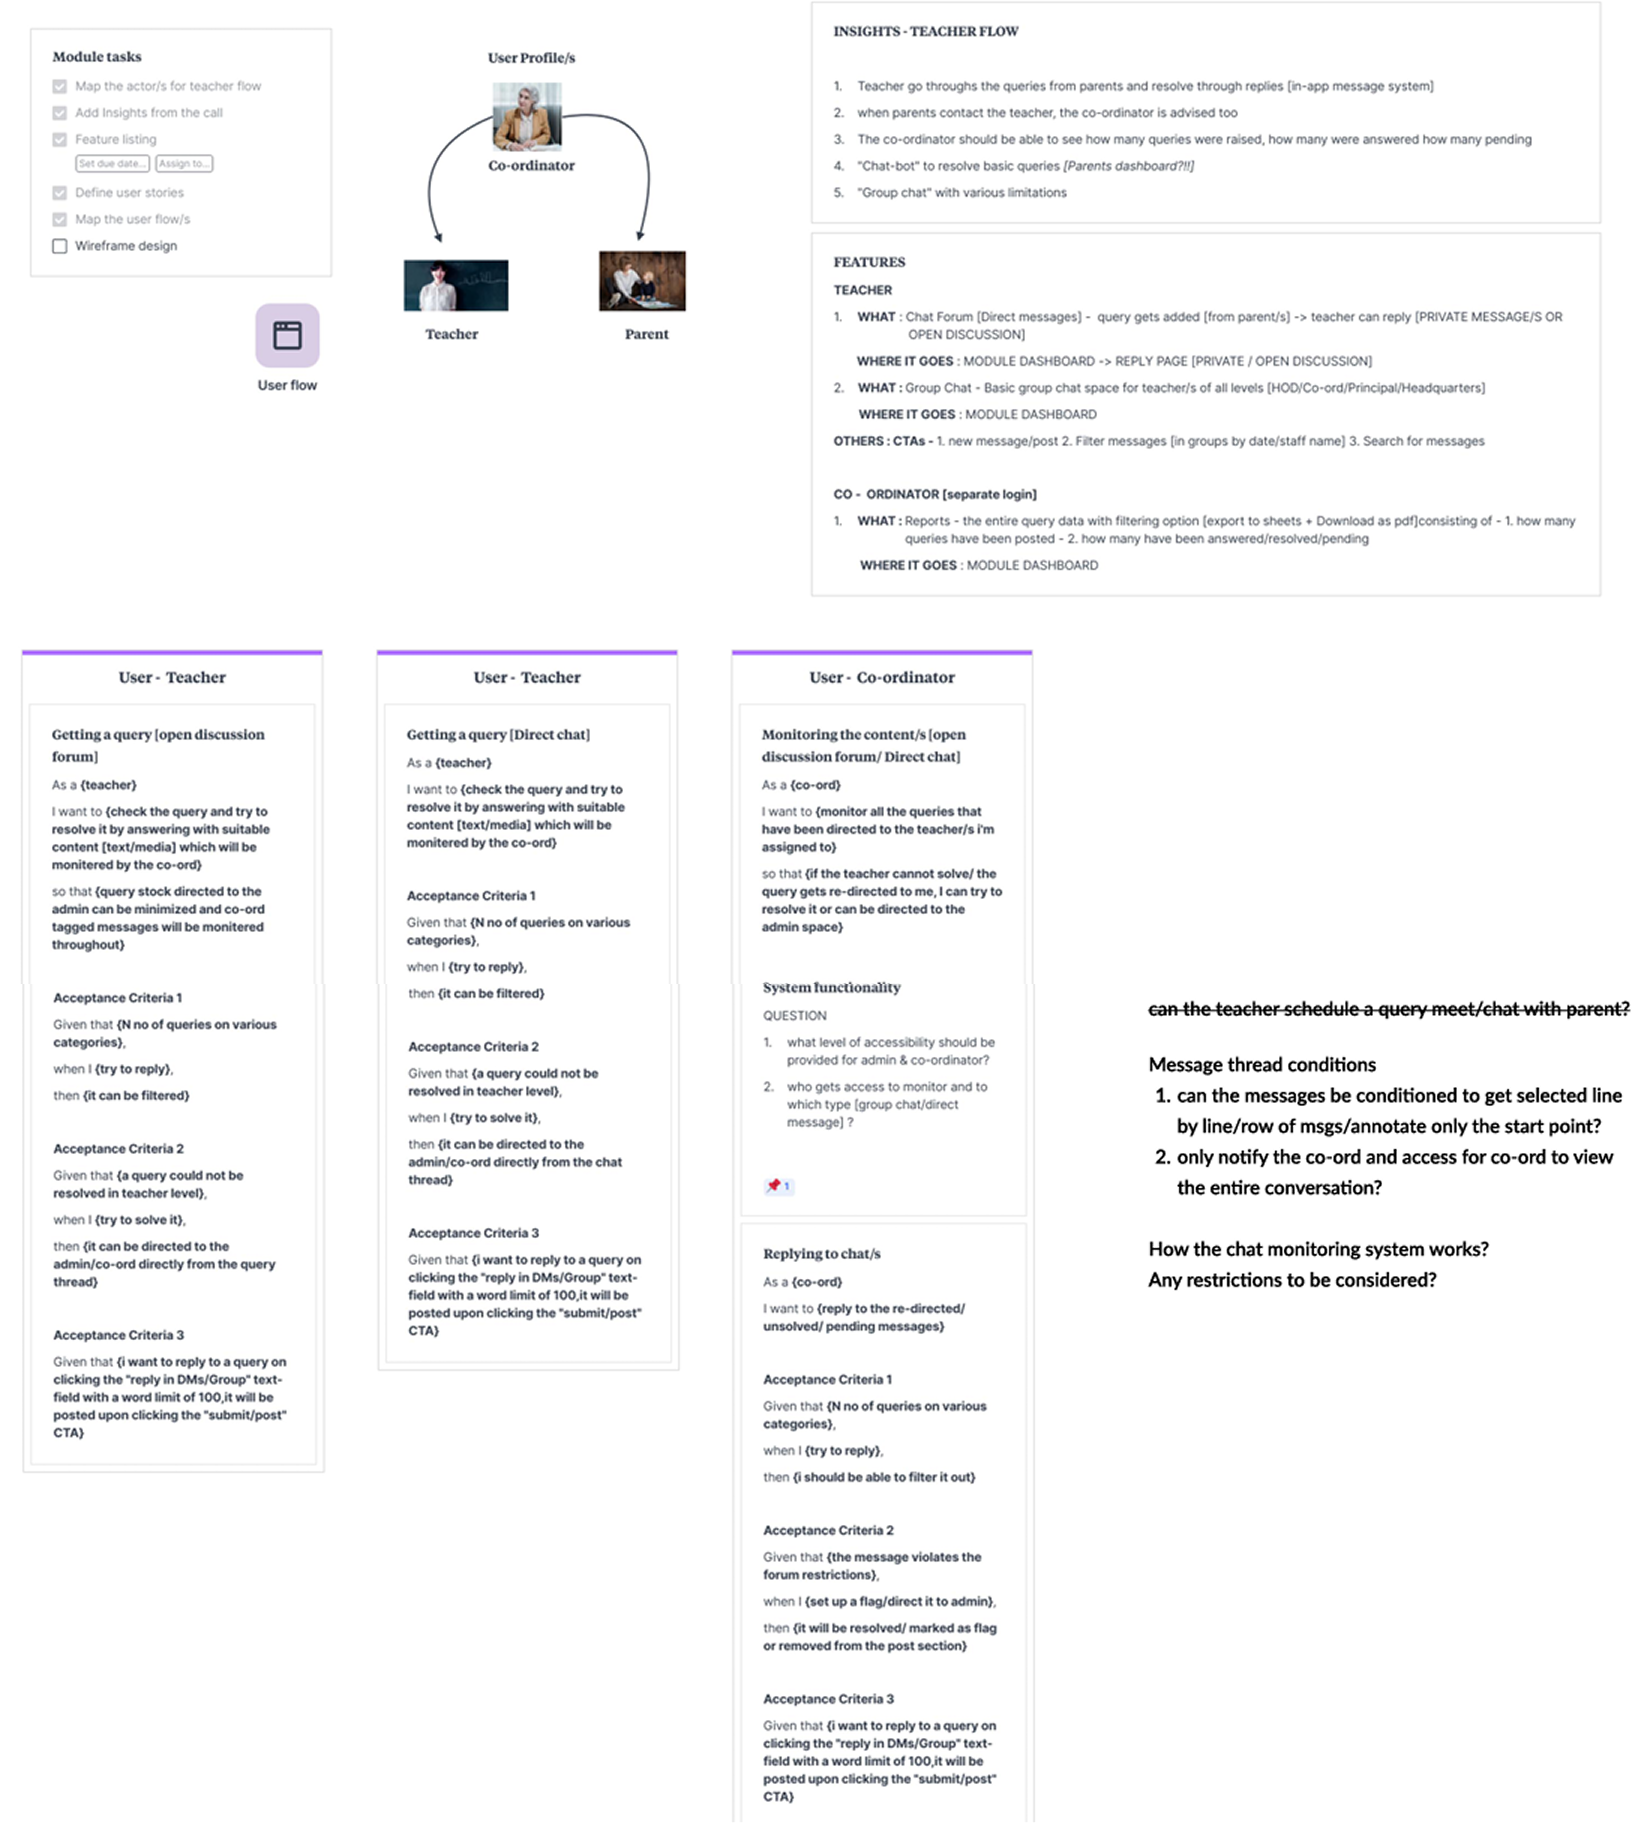 Module tasks
Map the actor/s for teacher flow
Add Insights from the call
Feature listing
Set due date... Assign to...
Define user stories
Map the user flow/s
Wireframe design
User flow
User Profile/s
Co-ordinator
Teacher
Parent
INSIGHTS - TEACHER FLOW
1. Teacher go throughs the queries from parents and resolve through replies [in-app message system]
2. when parents contact the teacher, the co-ordinator is advised too
3. The co-ordinator should be able to see how many queries were raised, how many were answered how many pending
4. "Chat-bot" to resolve basic queries [Parents dashboard?!!]
5. "Group chat" with various limitations
FEATURES
TEACHER
1. WHAT : Chat Forum [Direct messages] - query gets added [from parent/s] -> teacher can reply [PRIVATE MESSAGE/S OR
OPEN DISCUSSION]
WHERE IT GOES : MODULE DASHBOARD -> REPLY PAGE [PRIVATE / OPEN DISCUSSION]
2. WHAT : Group Chat - Basic group chat space for teacher/s of all levels [HOD/Co-ord/Principal/Headquarters]
WHERE IT GOES : MODULE DASHBOARD
OTHERS : CTAs - 1. new message/post 2. Filter messages [in groups by date/staff name] 3. Search for messages
CO - ORDINATOR [separate login]
1. WHAT : Reports - the entire query data with filtering option [export to sheets + Download as pdf]consisting of - 1. how many
queries have been posted - 2. how many have been answered/resolved/pending
WHERE IT GOES : MODULE DASHBOARD
User - Teacher
Getting a query [open discussion
forum]
As a {teacher}
I want to {check the query and try to
resolve it by answering with suitable
content [text/media] which will be
monitered by the co-ord}
so that {query stock directed to the
admin can be minimized and co-ord
tagged messages will be monitered
throughout}
Acceptance Criteria 1
Given that {N no of queries on various
categories},
when I {try to reply},
then {it can be filtered}
Acceptance Criteria 2
Given that {a query could not be
resolved in teacher level},
when I {try to solve it},
then {it can be directed to the
admin/co-ord directly from the query
thread}
Acceptance Criteria 3
Given that {i want to reply to a query on
clicking the "reply in DMs/Group" text-
field with a word limit of 100,it will be
posted upon clicking the "submit/post"
CTA}
User - Teacher
Getting a query [Direct chat]
As a {teacher}
I want to {check the query and try to
resolve it by answering with suitable
content [text/media] which will be
monitered by the co-ord}
Acceptance Criteria 1
Given that {N no of queries on various
categories},
when I {try to reply},
then {it can be filtered}
Acceptance Criteria 2
Given that {a query could not be
resolved in teacher level},
when I {try to solve it},
then {it can be directed to the
admin/co-ord directly from the chat
thread}
Acceptance Criteria 3
Given that {i want to reply to a query on
clicking the "reply in DMs/Group" text-
field with a word limit of 100,it will be
posted upon clicking the "submit/post"
CTA}
User - Co-ordinator
Monitoring the content/s [open
discussion forum/ Direct chat]
As a {co-ord}
I want to {monitor all the queries that
have been directed to the teacher/s i'm
assigned to}
so that {if the teacher cannot solve/ the
query gets re-directed to me, I can try to
resolve it or can be directed to the
admin space}
System functionality
QUESTION
1. what level of accessibility should be
provided for admin & co-ordinator?
2. who gets access to monitor and to
which type [group chat/direct
message] ?
1
Replying to chat/s
As a {co-ord}
I want to {reply to the re-directed/
unsolved/ pending messages}
Acceptance Criteria 1
Given that {N no of queries on various
categories},
when I {try to reply},
then {i should be able to filter it out}
Acceptance Criteria 2
Given that {the message violates the
forum restrictions},
when I {set up a flag/direct it to admin},
then {it will be resolved/ marked as flag
or removed from the post section}
Acceptance Criteria 3
Given that {i want to reply to a query on
clicking the "reply in DMs/Group" text-
field with a word limit of 100,it will be
posted upon clicking the "submit/post"
CTA}
can the teacher schedule a query meet/chat with parent?
Message thread conditions
1. can the messages be conditioned to get selected line
by line/row of msgs/annotate only the start point?
2. only notify the co-ord and access for co-ord to view
the entire conversation?
How the chat monitoring system works?
Any restrictions to be considered?